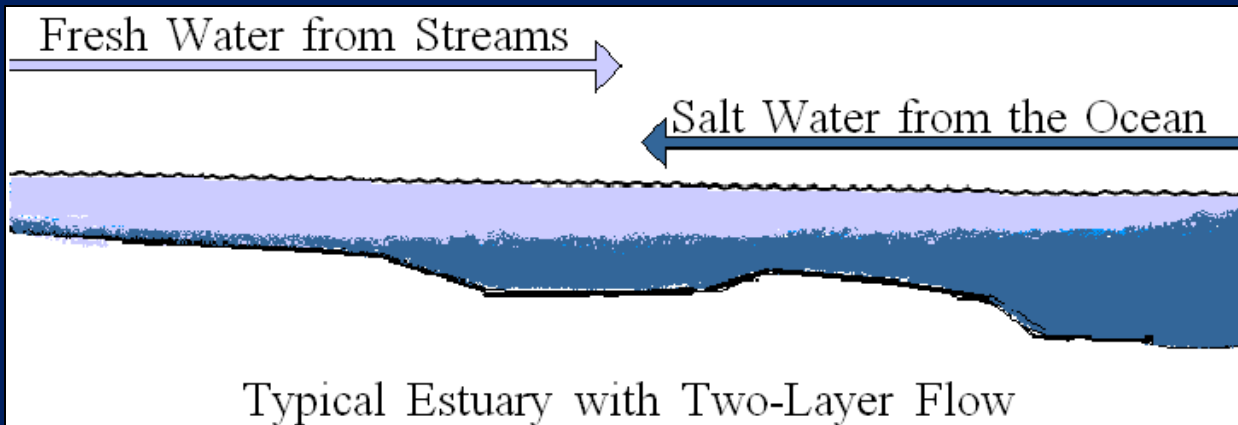 Fresh Water from Streams
Salt Water from the Ocean
Typical Estuary with Two-Layer Flow